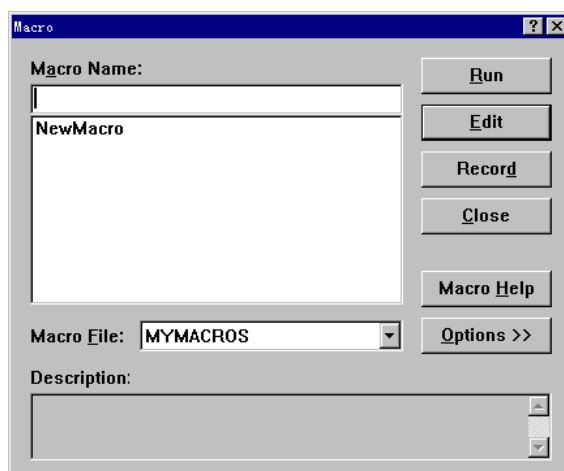 Macro
Macro Name:
NewMacro
Macro File: MYMACROS
Description:
Run
Edit
Record
Close
Macro Help
Options >>